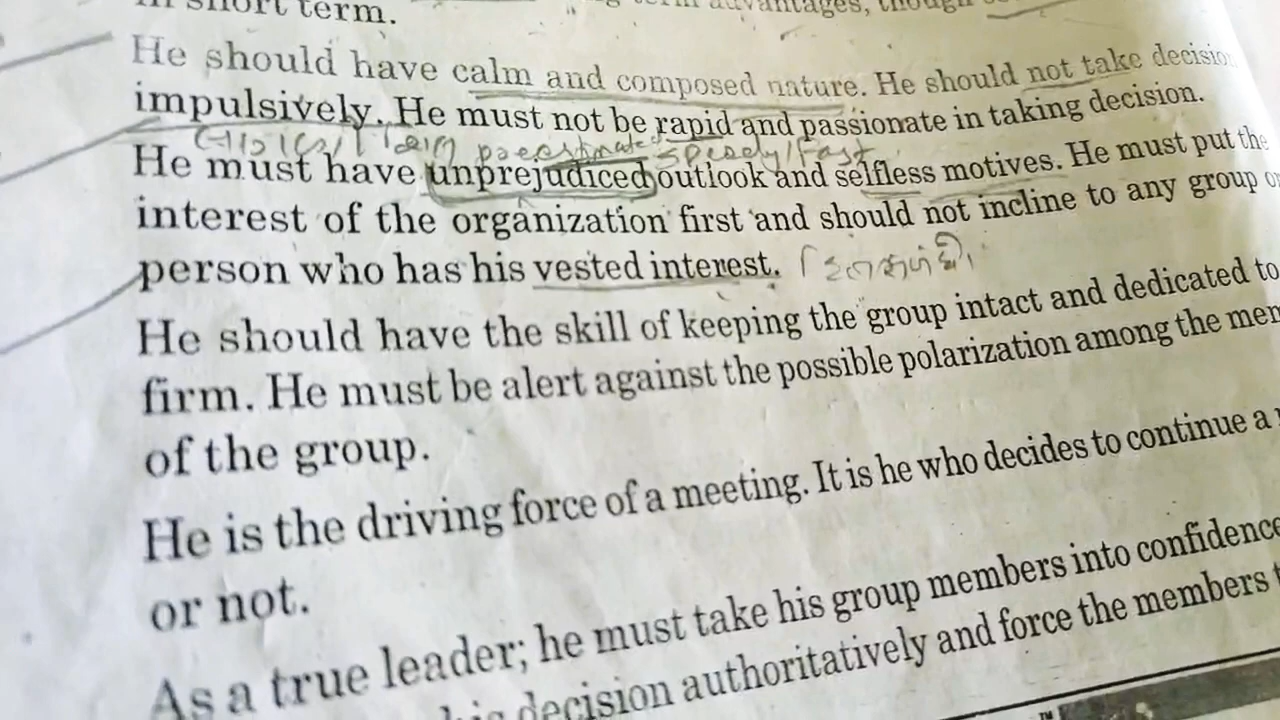 in short term.
term advantages, though
He should have calm and composed nature. He should not take decision
impulsively. He must not be rapid and passionate in taking decision.
speedy/fast
He must have unprejudiced outlook and selfless motives. He must put the
interest of the organization first and should not incline to any group or
person who has his vested interest.
He should have the skill of keeping the group intact and dedicated to
firm. He must be alert against the possible polarization among the mem
of the group.
He is the driving force of a meeting. It is he who decides to continue a
or not.
As a true leader; he must take his group members into confidence
his decision authoritatively and force the members t